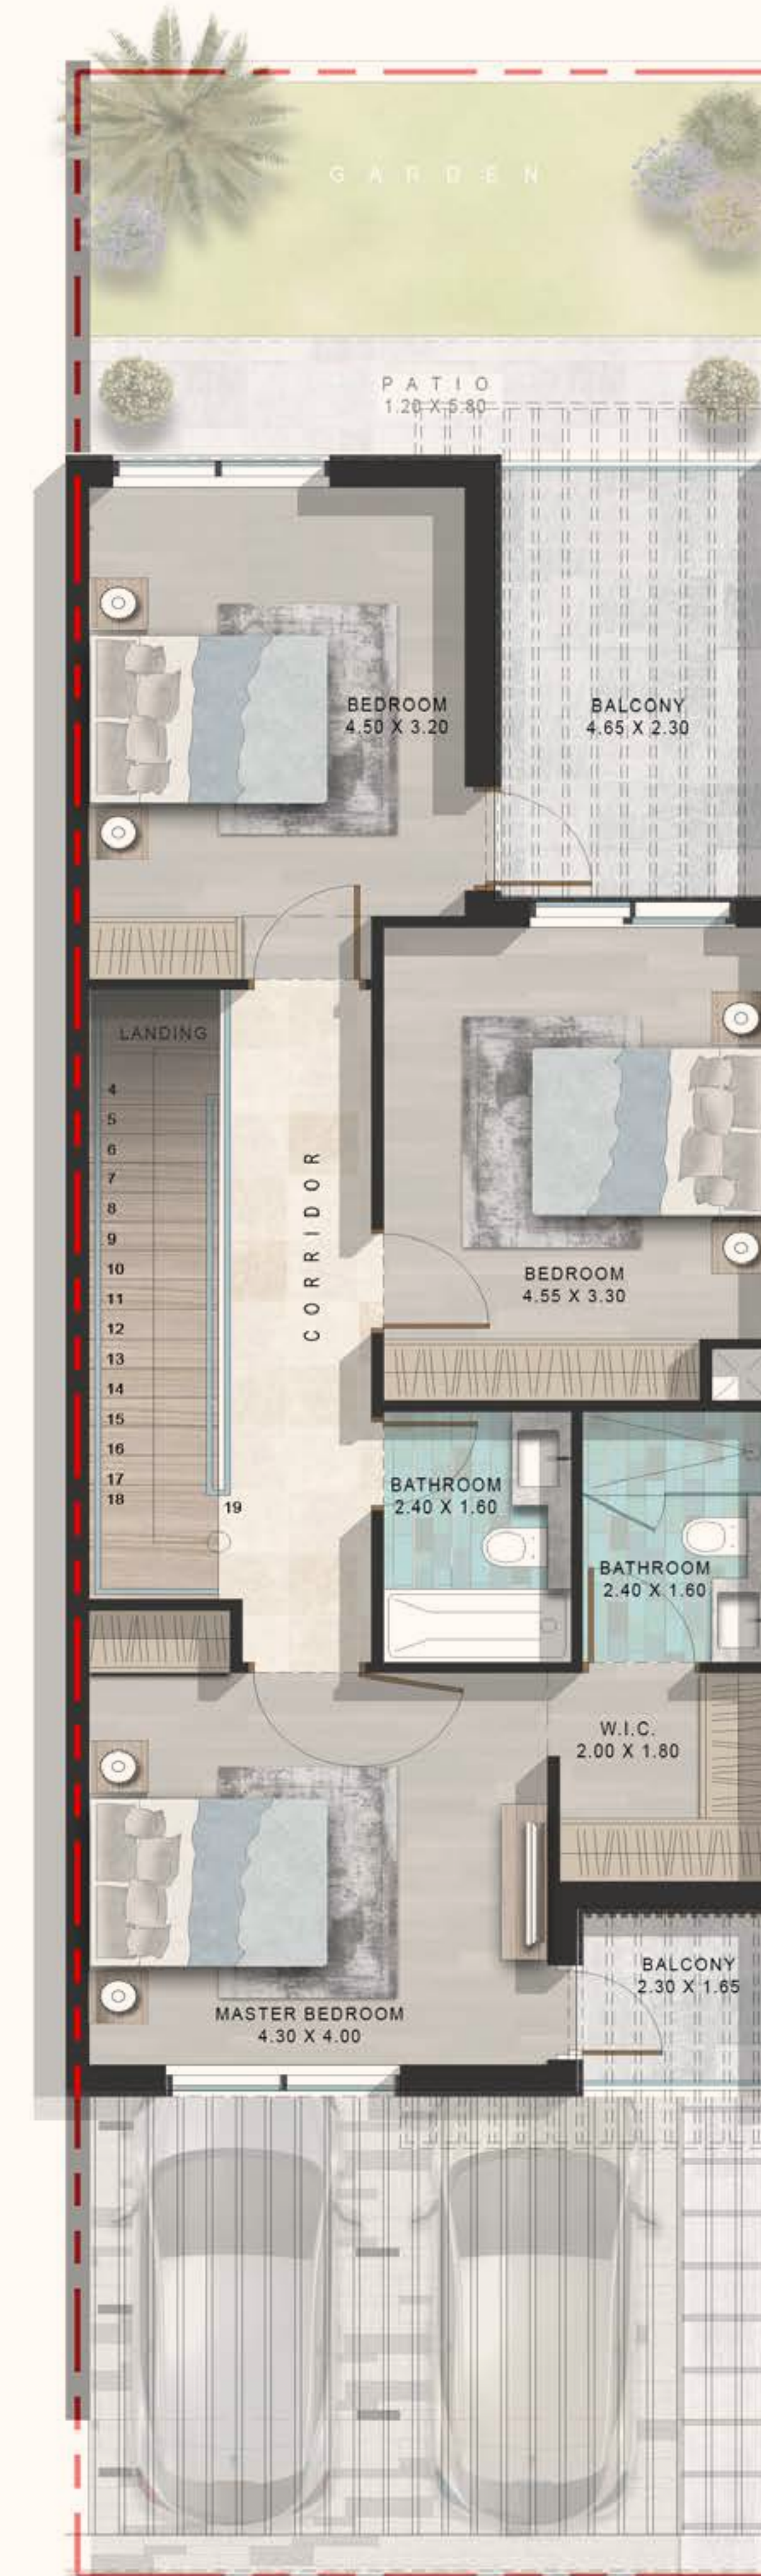 GARDEN
PATIO
1.20 X 5.80
BEDROOM
4.50 X 3.20
BALCONY
4.65 X 2.30
LANDING
4
5
6
7
8
9
10
11
12
13
14
15
16
17
18
19
CORRIDOR
BEDROOM
4.55 X 3.30
BATHROOM
2.40 X 1.60
BATHROOM
2.40 X 1.60
W.I.C.
2.00 X 1.80
BALCONY
2.30 X 1.65
MASTER BEDROOM
4.30 X 4.00